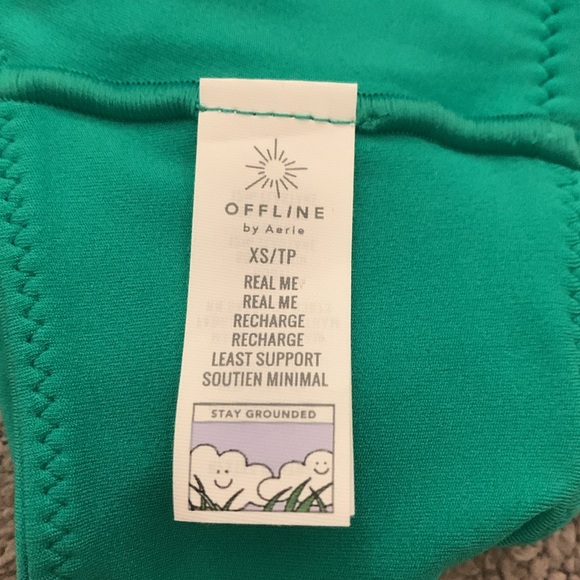 OFFLINE
by Aerie
XS/TP
REAL ME
REAL ME
RECHARGE
RECHARGE
LEAST SUPPORT
SOUTIEN MINIMAL
STAY GROUNDED